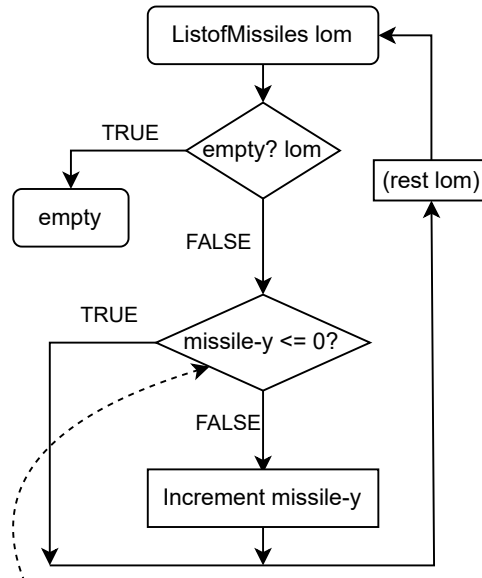 ListofMissiles lom
TRUE
empty? lom
(rest lom)
empty
FALSE
TRUE
missile-y <= 0?
FALSE
Increment missile-y